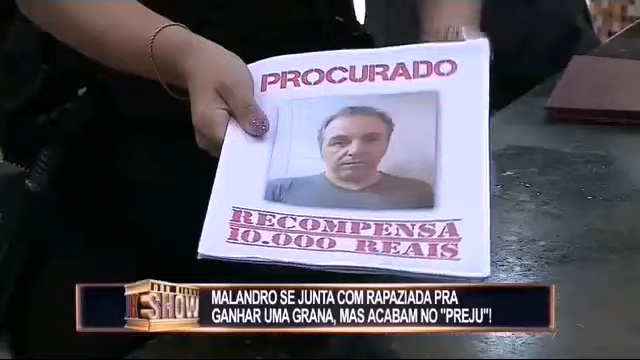 PROCURADO
RECOMPENSA
10.000 REAIS
SHOW
MALANDRO SE JUNTA COM RAPAZIADA PRA
GANHAR UMA GRANA, MAS ACABAM NO "PREJU"!